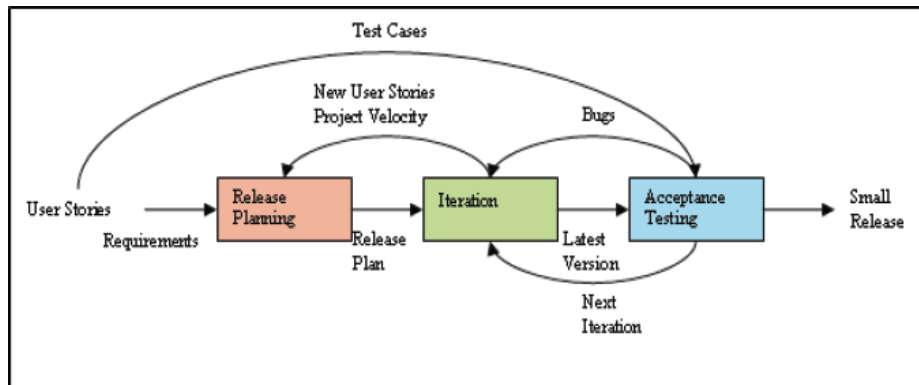 Test Cases
New User Stories
Project Velocity
Bugs
Release
Planning
Iteration
Acceptance
Testing
Small
Release
User Stories
Requirements
Release
Plan
Latest
Version
Next
Iteration